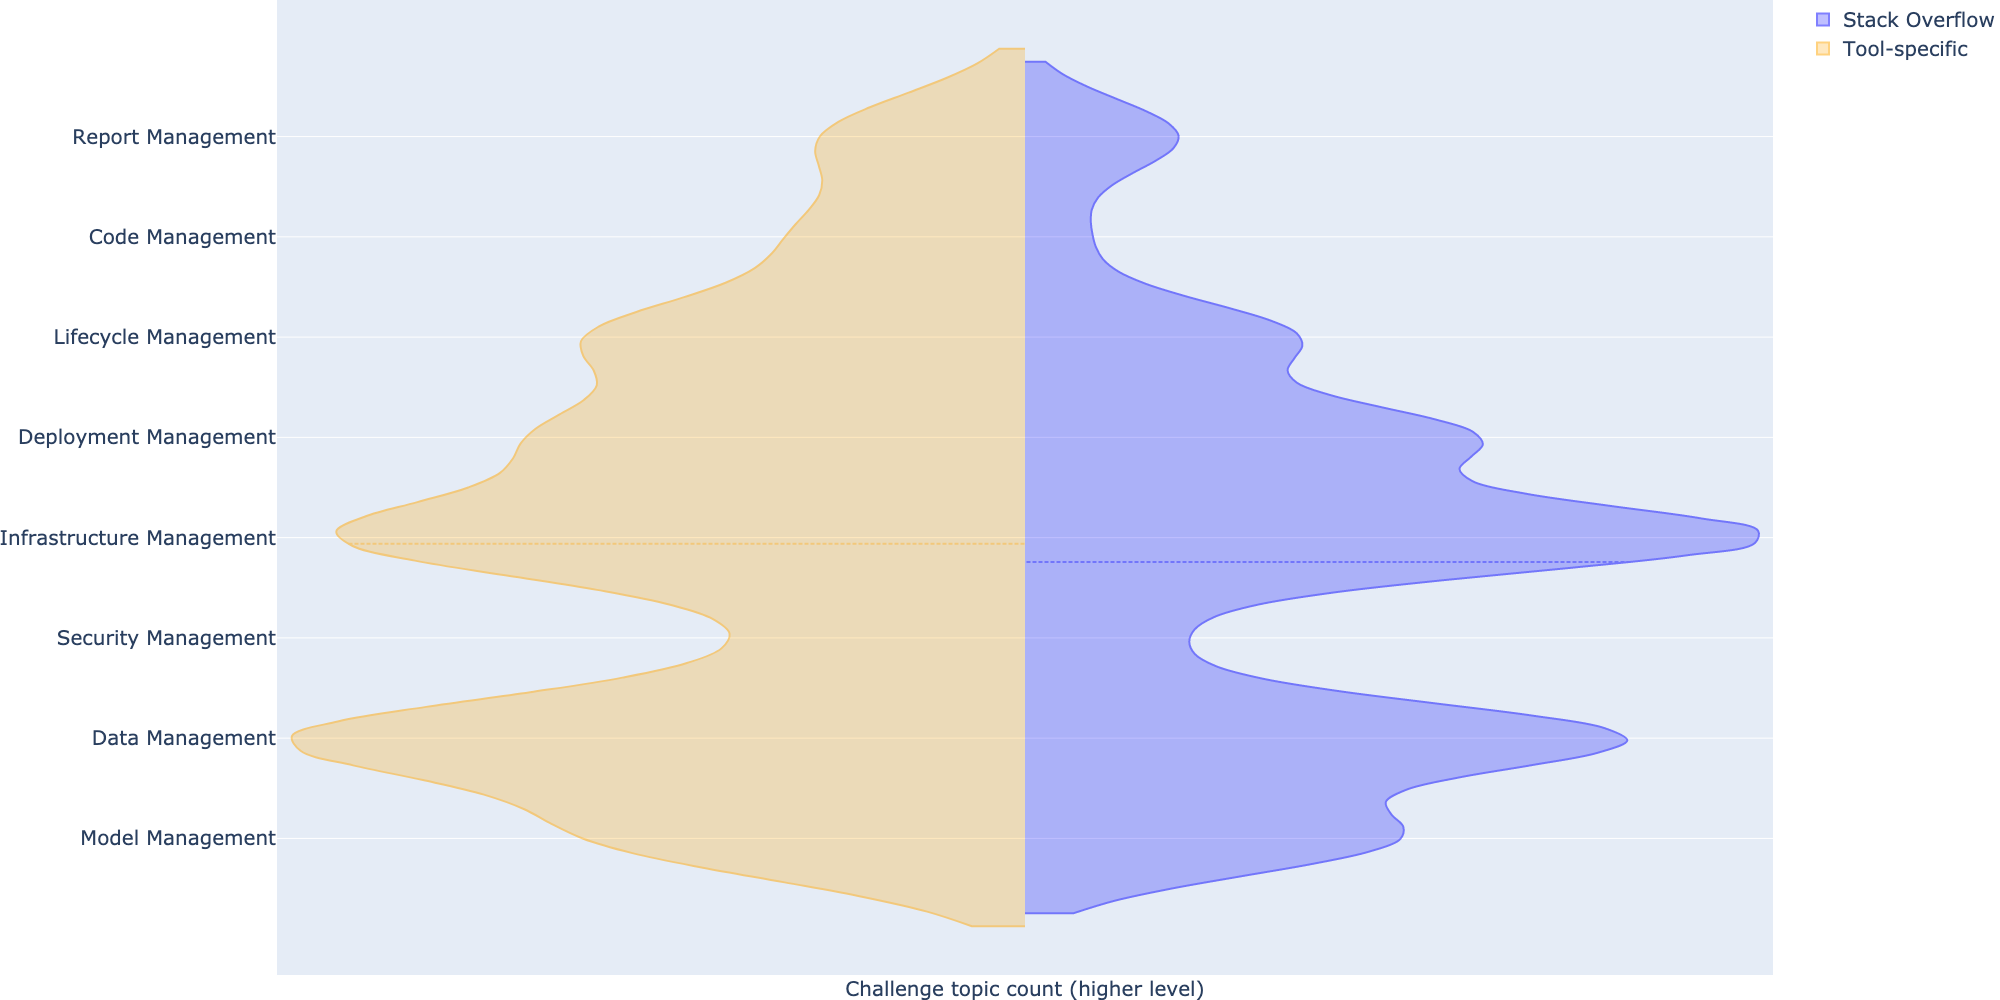 Stack Overflow
Tool-specific
Report Management
Code Management
Lifecycle Management
Deployment Management
Infrastructure Management
Security Management
Data Management
Model Management
Challenge topic count (higher level)